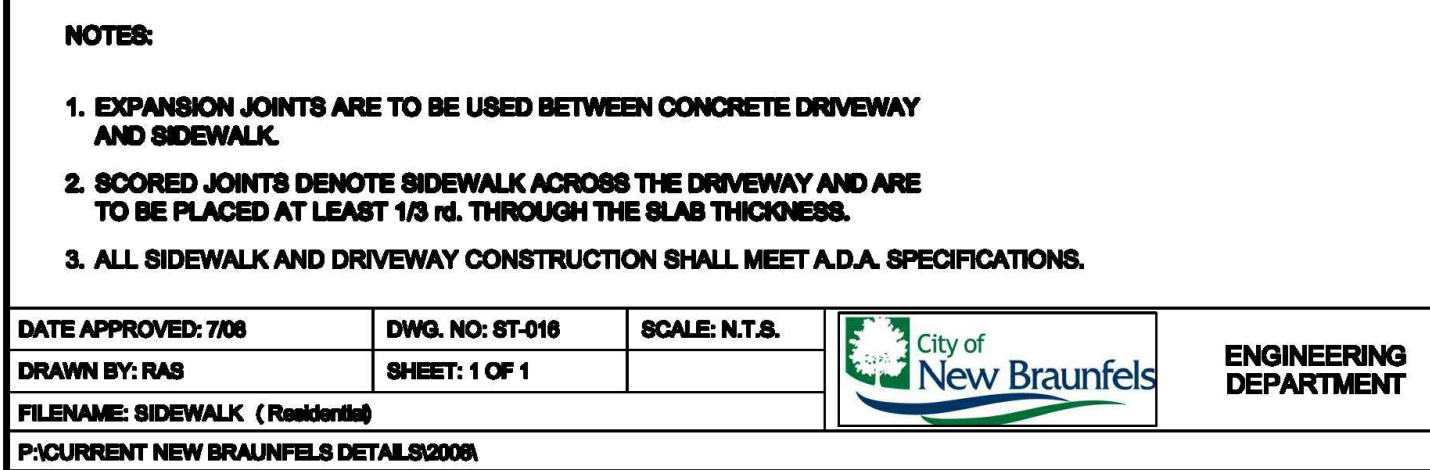 NOTES:
1. EXPANSION JOINTS ARE TO BE USED BETWEEN CONCRETE DRIVEWAY
AND SIDEWALK.
2. SCORED JOINTS DENOTE SIDEWALK ACROSS THE DRIVEWAY AND ARE
TO BE PLACED AT LEAST 1/3 rd. THROUGH THE SLAB THICKNESS.
3. ALL SIDEWALK AND DRIVEWAY CONSTRUCTION SHALL MEET A.D.A. SPECIFICATIONS.
DATE APPROVED: 7/08 DWG. NO: ST-016 SCALE: N.T.S.
DRAWN BY: RAS SHEET: 1 OF 1
FILENAME: SIDEWALK (Residential)
P:\CURRENT NEW BRAUNFELS DETAILS\2008\
City of
New Braunfels
ENGINEERING
DEPARTMENT